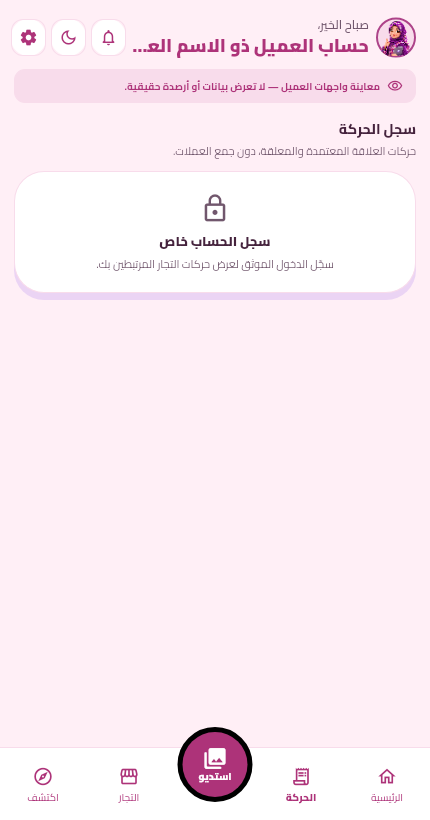 صباح الخير،
حساب العميل ذو الاسم الع...
معاينة واجهات العميل — لا تعرض بيانات أو أرصدة حقيقية.
سجل الحركة
حركات العلاقة المعتمدة والمعلقة، دون جمع العملات.
سجل الحساب خاص
سجّل الدخول الموثق لعرض حركات التجار المرتبطين بك.
الرئيسية
الحركة
استديو
التجار
اكتشف